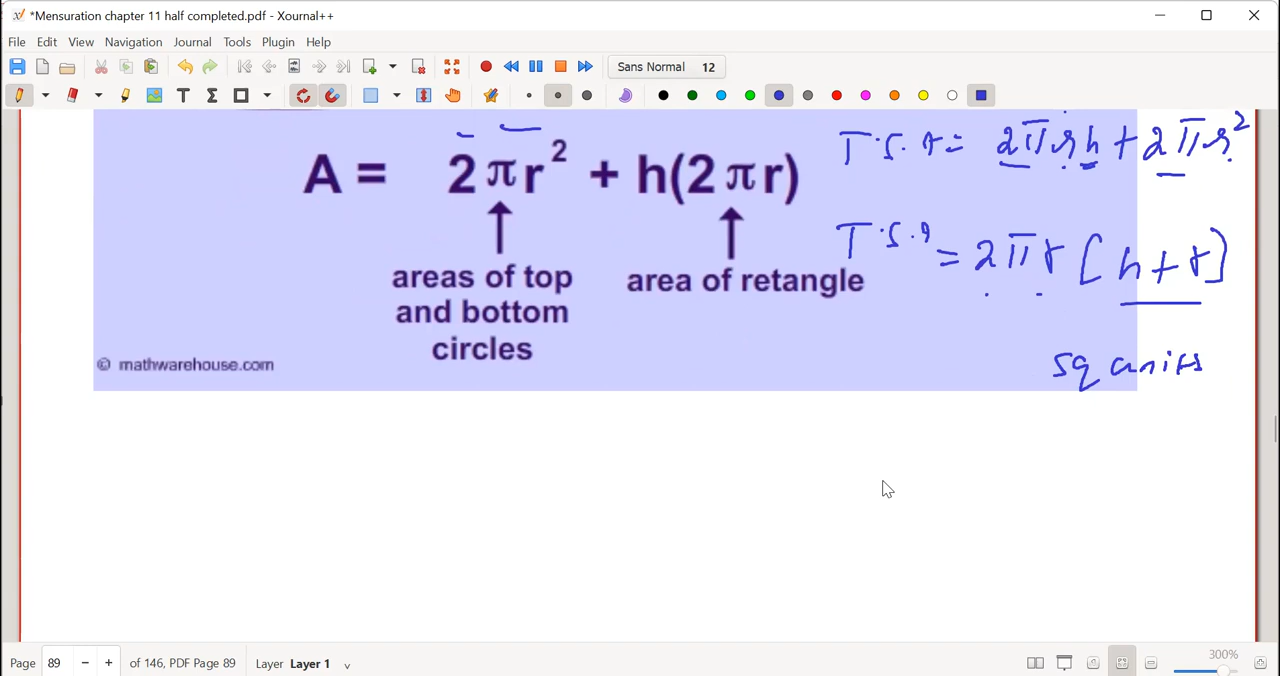 *Mensuration chapter 11 half completed.pdf - Xournal++
File Edit View Navigation Journal Tools Plugin Help
Sans Normal 12
A = 2πr² + h(2πr)
areas of top
and bottom
circles
area of retangle
© mathwarehouse.com
T.S.A = 2πrh + 2πr²
T.S.A = 2πr [h+r]
sq units
Page 89 of 146, PDF Page 89 Layer Layer 1 300%